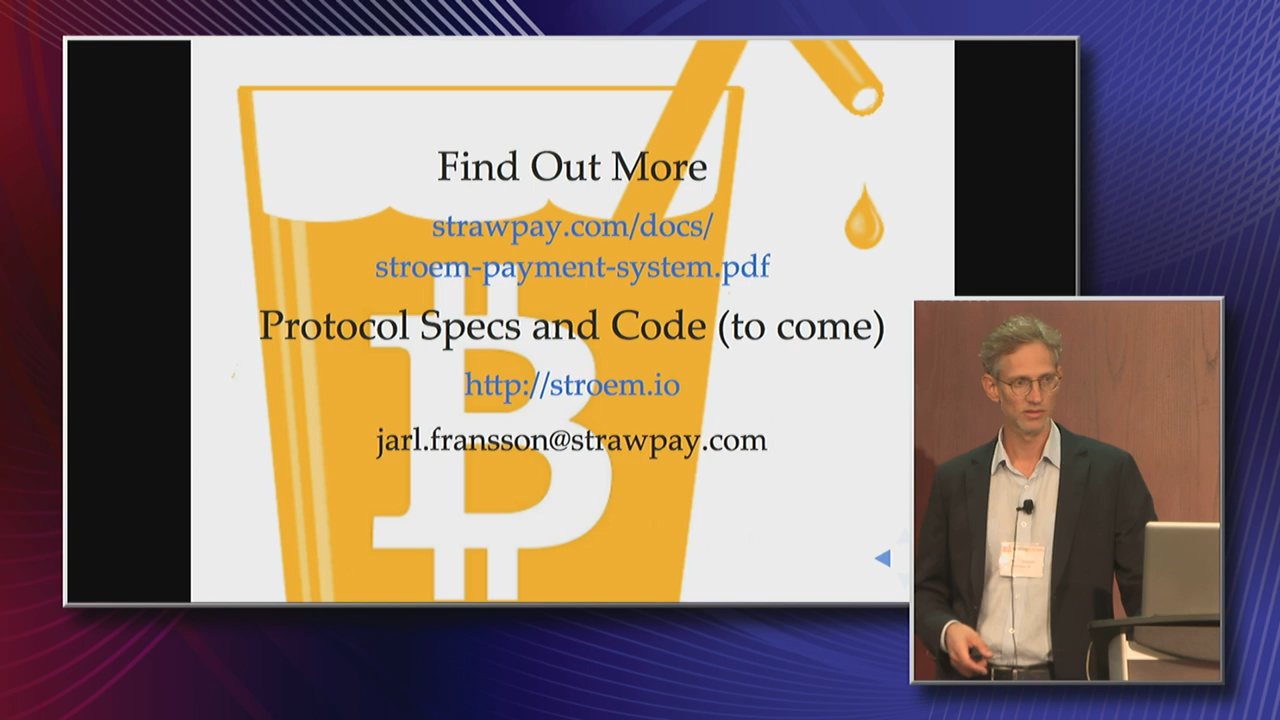 Find Out More
strawpay.com/docs/
stroem-payment-system.pdf
Protocol Specs and Code (to come)
http://stroem.io
jarl.fransson@strawpay.com